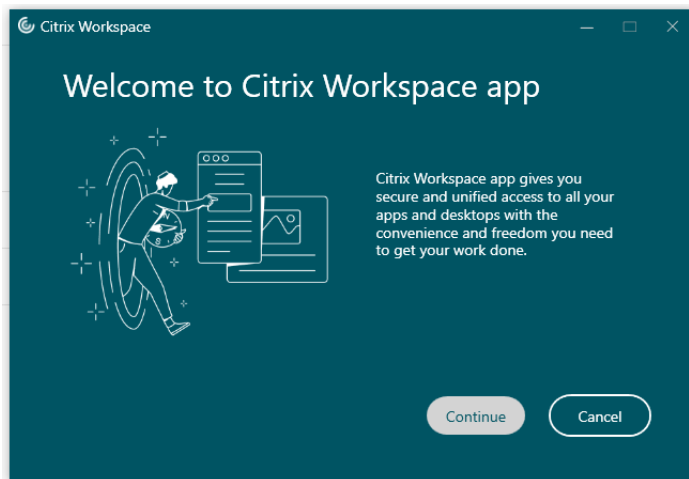 Citrix Workspace
Welcome to Citrix Workspace app
Citrix Workspace app gives you
secure and unified access to all your
apps and desktops with the
convenience and freedom you need
to get your work done.
Continue
Cancel